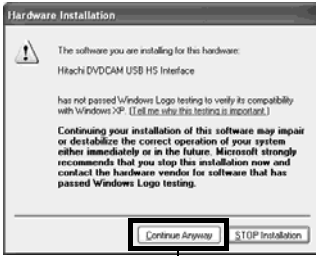 Hardware Installation
The software you are installing for this hardware:
Hitachi DVDCAM USB HS Interface
has not passed Windows Logo testing to verify its compatibility
with Windows XP. (Tell me why this testing is important.)
Continuing your installation of this software may impair
or destabilize the correct operation of your system
either immediately or in the future. Microsoft strongly
recommends that you stop this installation now and
contact the hardware vendor for software that has
passed Windows Logo testing.
Continue Anyway
STOP Installation